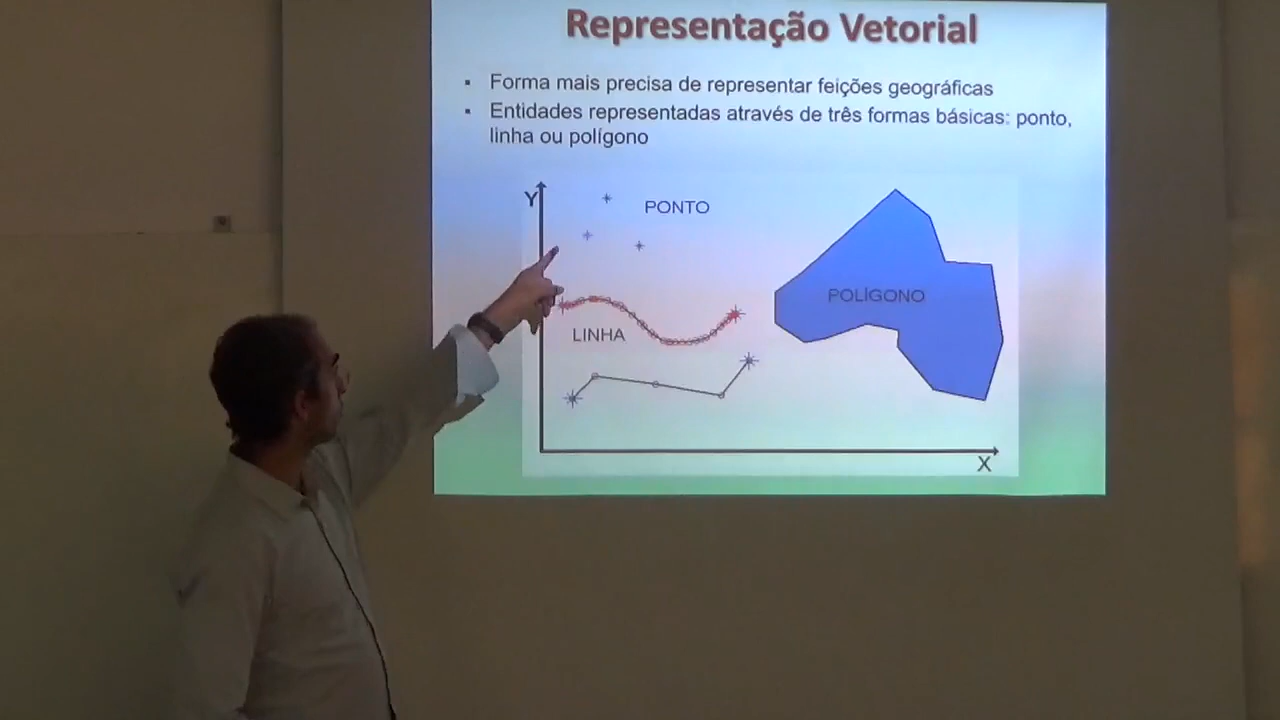 Representação Vetorial
▪ Forma mais precisa de representar feições geográficas
▪ Entidades representadas através de três formas básicas: ponto,
linha ou polígono
Y
PONTO
POLÍGONO
LINHA
X